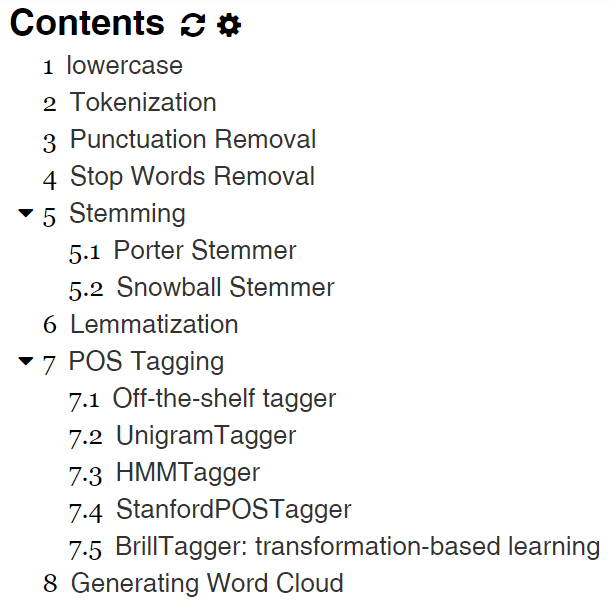 Contents
1 lowercase
2 Tokenization
3 Punctuation Removal
4 Stop Words Removal
5 Stemming
5.1 Porter Stemmer
5.2 Snowball Stemmer
6 Lemmatization
7 POS Tagging
7.1 Off-the-shelf tagger
7.2 UnigramTagger
7.3 HMMTagger
7.4 StanfordPOSTagger
7.5 BrillTagger: transformation-based learning
8 Generating Word Cloud